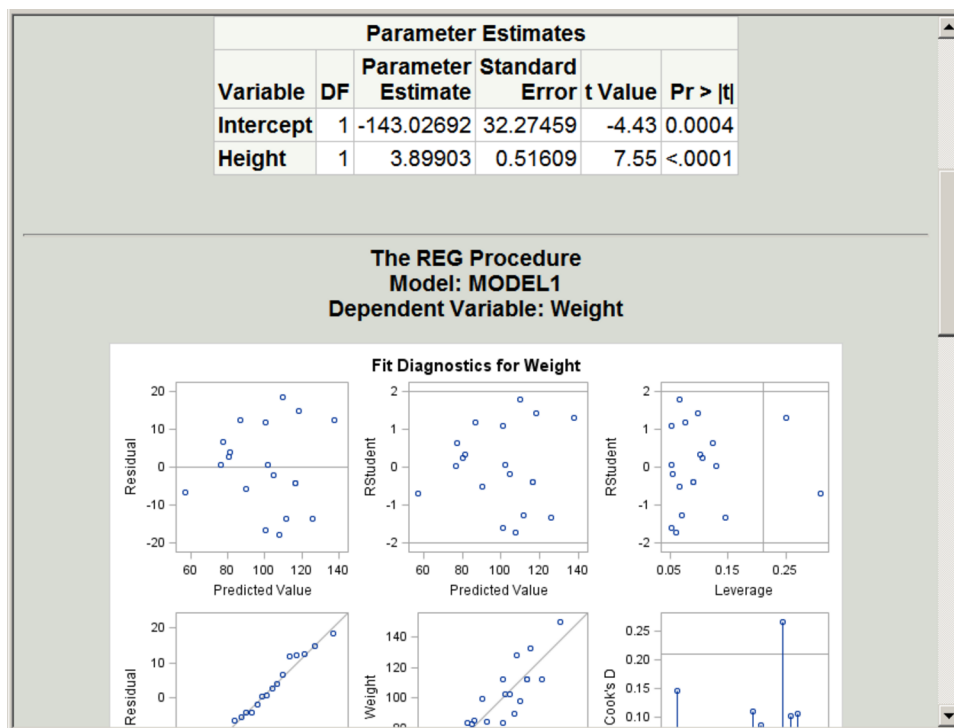 Parameter Estimates
Variable DF Parameter Estimate Standard Error t Value Pr > |t|
Intercept 1 -143.02692 32.27459 -4.43 0.0004
Height 1 3.89903 0.51609 7.55 <.0001
The REG Procedure
Model: MODEL1
Dependent Variable: Weight
Fit Diagnostics for Weight
20
10
0
-10
-20
Residual
60 80 100 120 140
Predicted Value
2
1
0
-1
-2
RStudent
60 80 100 120 140
Predicted Value
2
1
0
-1
-2
RStudent
0.05 0.15 0.25
Leverage
20
10
0
Residual
140
120
100
Weight
0.25
0.20
0.15
0.10
Cook's D